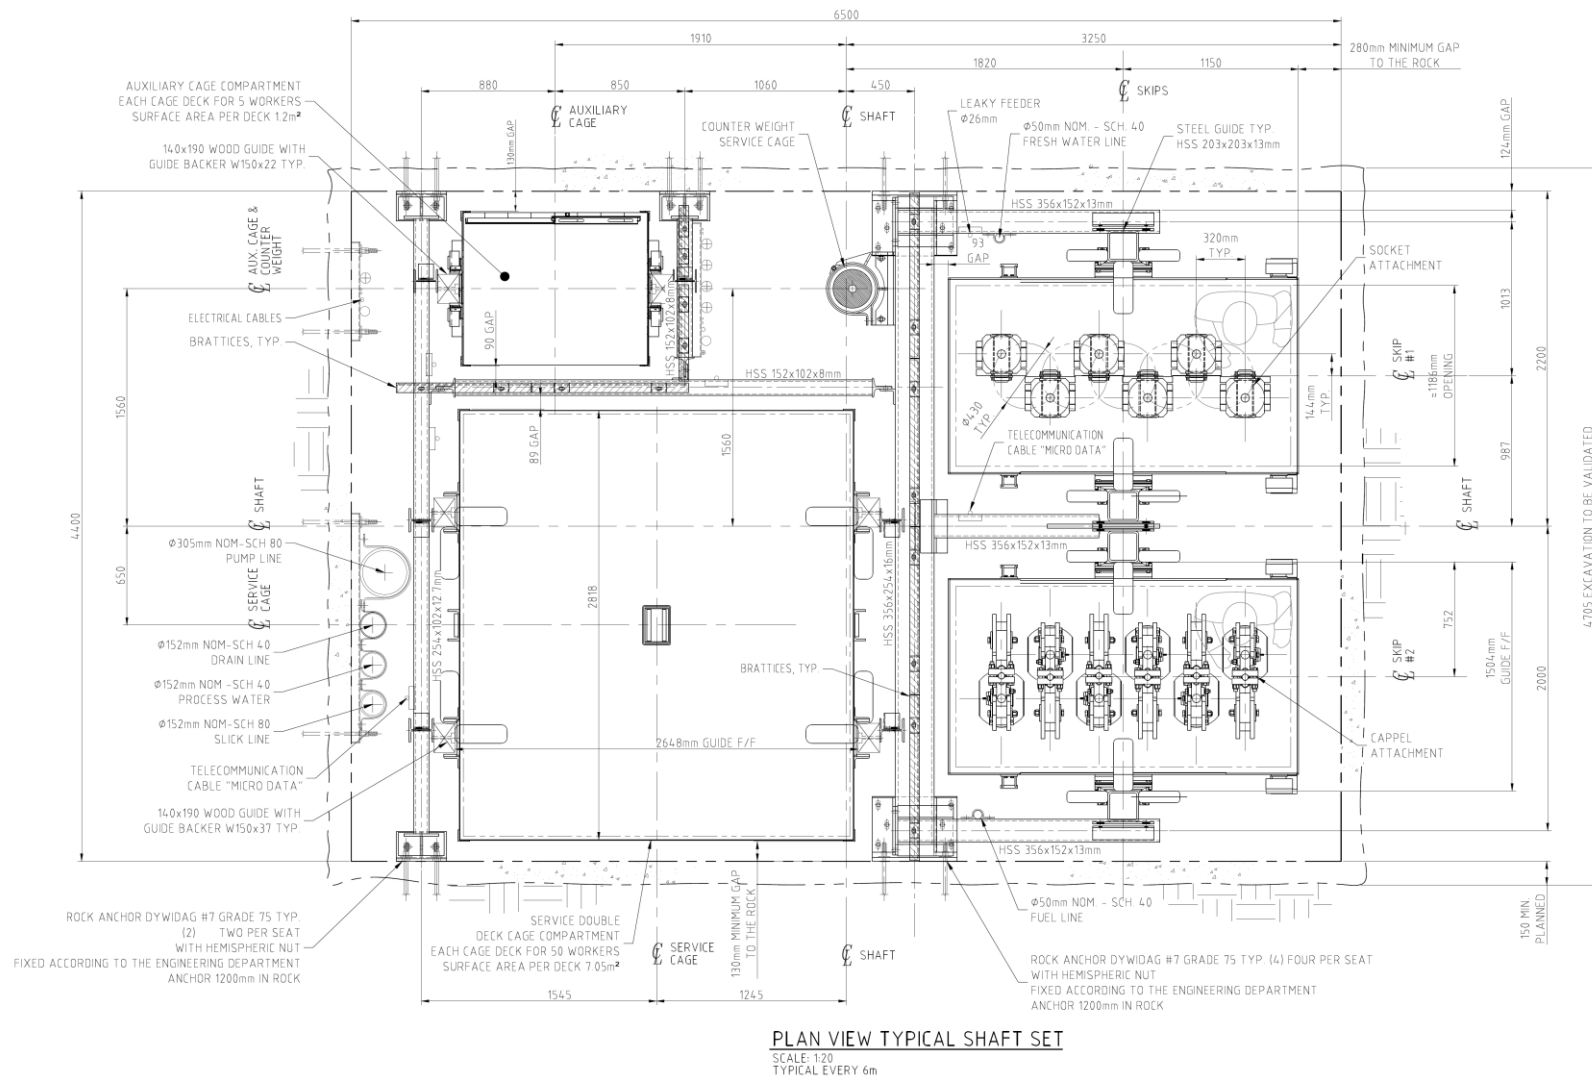 6500
1910
3250
280mm MINIMUM GAP
TO THE ROCK
1820
1150
880
850
1060
450
AUXILIARY CAGE COMPARTMENT
EACH CAGE DECK FOR 5 WORKERS
SURFACE AREA PER DECK 1.2m²
℄ AUXILIARY
CAGE
℄ SHAFT
℄ SKIPS
LEAKY FEEDER
Ø26mm
COUNTER WEIGHT
SERVICE CAGE
Ø50mm NOM. - SCH. 40
FRESH WATER LINE
STEEL GUIDE TYP.
HSS 203x203x13mm
124mm GAP
130mm GAP
140x190 WOOD GUIDE WITH
GUIDE BACKER W150x22 TYP.
HSS 356x152x13mm
℄ AUX. CAGE &
COUNTER
WEIGHT
93
GAP
320mm
TYP.
SOCKET
ATTACHMENT
1013
2200
ELECTRICAL CABLES
BRATTICES, TYP.
90 GAP
HSS 152x102x8mm
HSS 152x102x8mm
℄ SKIP
#1
≈1186mm
OPENING
144mm
TYP.
Ø430
TYP.
4400
1560
1560
89 GAP
TELECOMMUNICATION
CABLE "MICRO DATA"
987
℄ SHAFT
℄ SHAFT
4705 EXCAVATION TO BE VALIDATED
Ø305mm NOM-SCH 80
PUMP LINE
HSS 356x152x13mm
650
℄ SERVICE
CAGE
HSS 254x102x12.7mm
2818
HSS 356x254x16mm
752
1504mm
GUIDE F/F
2000
Ø152mm NOM-SCH 40
DRAIN LINE
Ø152mm NOM -SCH 40
PROCESS WATER
BRATTICES, TYP.
℄ SKIP
#2
Ø152mm NOM-SCH 80
SLICK LINE
2648mm GUIDE F/F
CAPPEL
ATTACHMENT
TELECOMMUNICATION
CABLE "MICRO DATA"
140x190 WOOD GUIDE WITH
GUIDE BACKER W150x37 TYP.
HSS 356x152x13mm
ROCK ANCHOR DYWIDAG #7 GRADE 75 TYP.
(2) TWO PER SEAT
WITH HEMISPHERIC NUT
FIXED ACCORDING TO THE ENGINEERING DEPARTMENT
ANCHOR 1200mm IN ROCK
SERVICE DOUBLE
DECK CAGE COMPARTMENT
EACH CAGE DECK FOR 50 WORKERS
SURFACE AREA PER DECK 7.05m²
℄ SERVICE
CAGE
130mm MINIMUM GAP
TO THE ROCK
℄ SHAFT
Ø50mm NOM. - SCH. 40
FUEL LINE
150 MIN.
PLANNED
ROCK ANCHOR DYWIDAG #7 GRADE 75 TYP. (4) FOUR PER SEAT
WITH HEMISPHERIC NUT
FIXED ACCORDING TO THE ENGINEERING DEPARTMENT
ANCHOR 1200mm IN ROCK
1545
1245
PLAN VIEW TYPICAL SHAFT SET
SCALE: 1:20
TYPICAL EVERY 6m